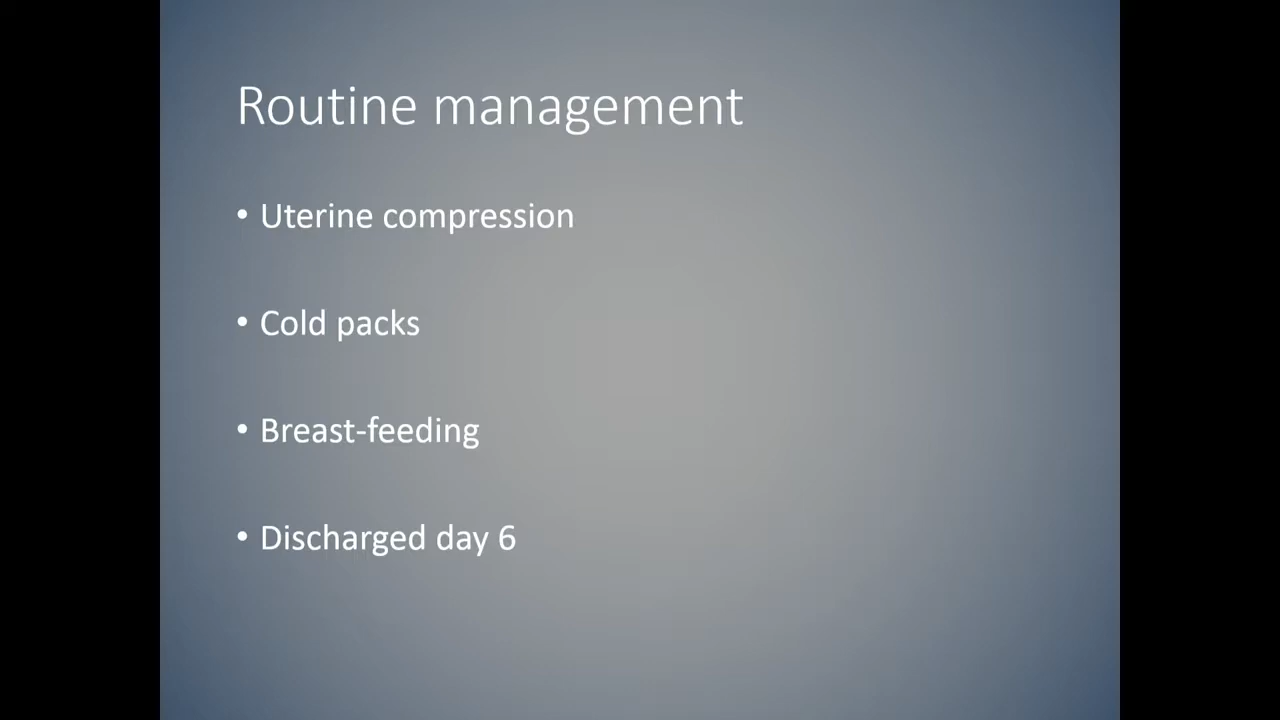 Routine management
• Uterine compression
• Cold packs
• Breast-feeding
• Discharged day 6